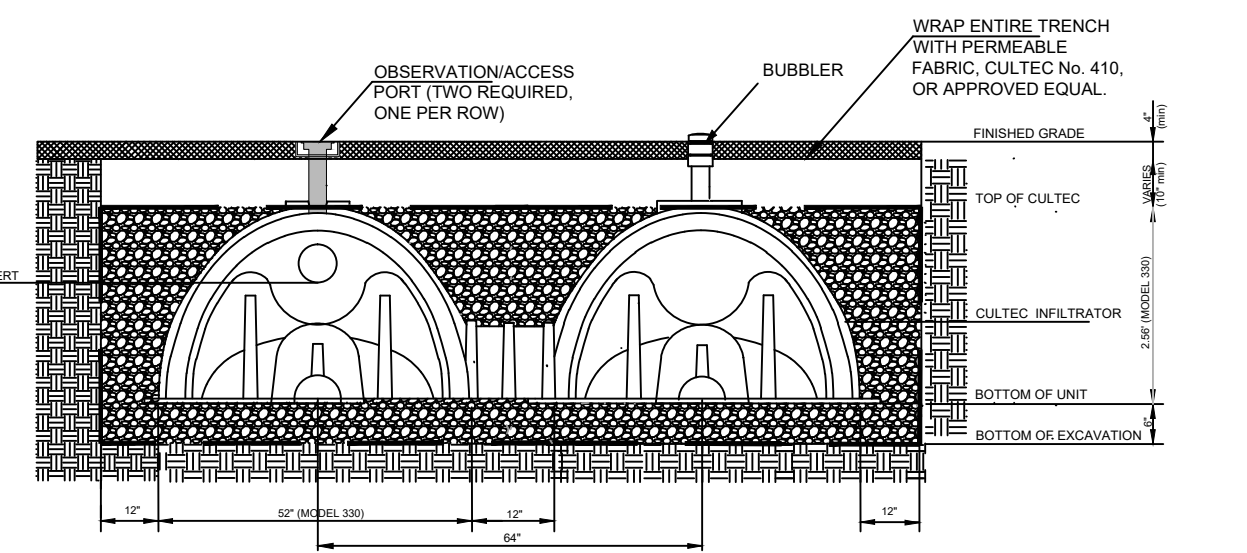 WRAP ENTIRE TRENCH
WITH PERMEABLE
FABRIC, CULTEC No. 410,
OR APPROVED EQUAL.
OBSERVATION/ACCESS
PORT (TWO REQUIRED,
ONE PER ROW)
BUBBLER
4"
(min)
FINISHED GRADE
VARIES
(10" min)
TOP OF CULTEC
ERT
2.56' (MODEL 330)
CULTEC INFILTRATOR
BOTTOM OF UNIT
6"
BOTTOM OF EXCAVATION
12"
52" (MODEL 330)
12"
12"
64"